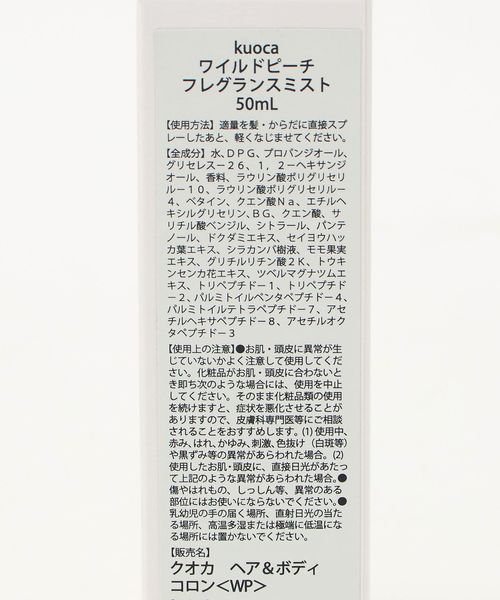 kuoca
ワイルドピーチ
フレグランスミスト
50mL
【使用方法】適量を髪・からだに直接スプ
レーしたあと、軽くなじませてください。
【全成分】水、DPG、プロパンジオール、
グリセレス－26、1，2－ヘキサンジ
オール、香料、ラウリン酸ポリグリセリ
ル－10、ラウリン酸ポリグリセリル－
4、ベタイン、クエン酸Na、エチルヘ
キシルグリセリン、BG、クエン酸、サ
リチル酸ベンジル、シトラール、パンテ
ノール、ドクダミエキス、セイヨウハッ
カ葉エキス、シラカンバ樹液、モモ果実
エキス、グリチルリチン酸2K、トウキ
ンセンカ花エキス、ツベルマグナツムエ
キス、トリペプチド－1、トリペプチド
－2、パルミトイルペンタペプチド－4、
パルミトイルテトラペプチド－7、アセ
チルヘキサペプチド－8、アセチルオク
タペプチド－3
【使用上の注意】●お肌・頭皮に異常が生
じていないかよく注意して使用してくだ
さい。化粧品がお肌・頭皮に合わないと
き即ち次のような場合には、使用を中止
してください。そのまま化粧品類の使用
を続けますと、症状を悪化させることが
ありますので、皮膚科専門医等にご相談
されることをおすすめします。(1)使用中、
赤み、はれ、かゆみ、刺激、色抜け（白斑等）
や黒ずみ等の異常があらわれた場合。(2)
使用したお肌・頭皮に、直接日光があたっ
て上記のような異常があらわれた場合。●
傷やはれもの、しっしん等、異常のある
部位にはお使いにならないでください。●
乳幼児の手の届く場所、直射日光の当た
る場所、高温多湿または極端に低温にな
る場所には置かないでください。
【販売名】
クオカ ヘア＆ボディ
コロン＜WP＞